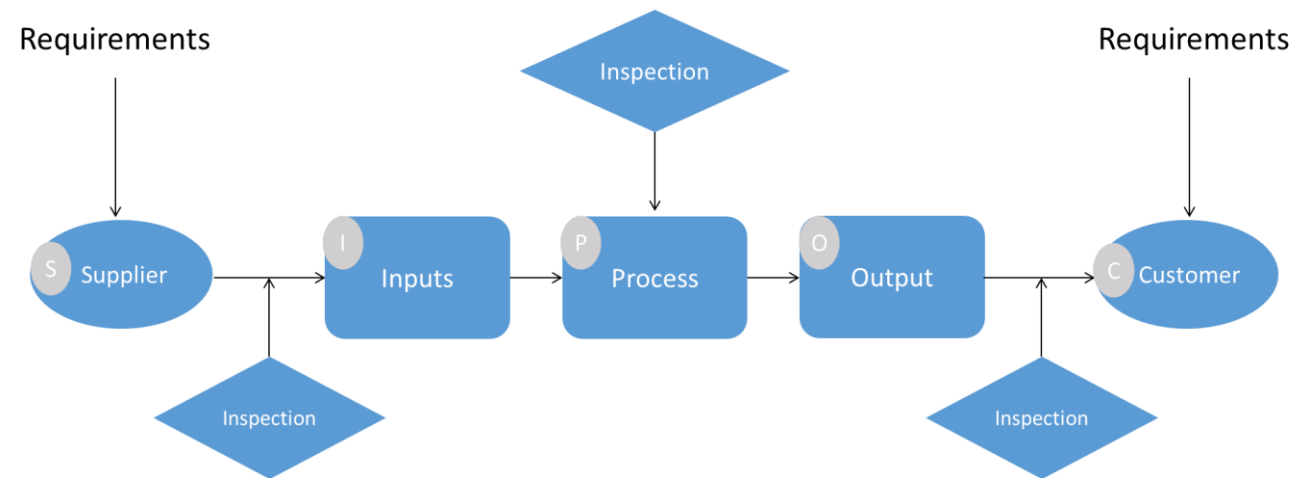 Requirements
Requirements
Inspection
S
Supplier
I
Inputs
P
Process
O
Output
C
Customer
Inspection
Inspection